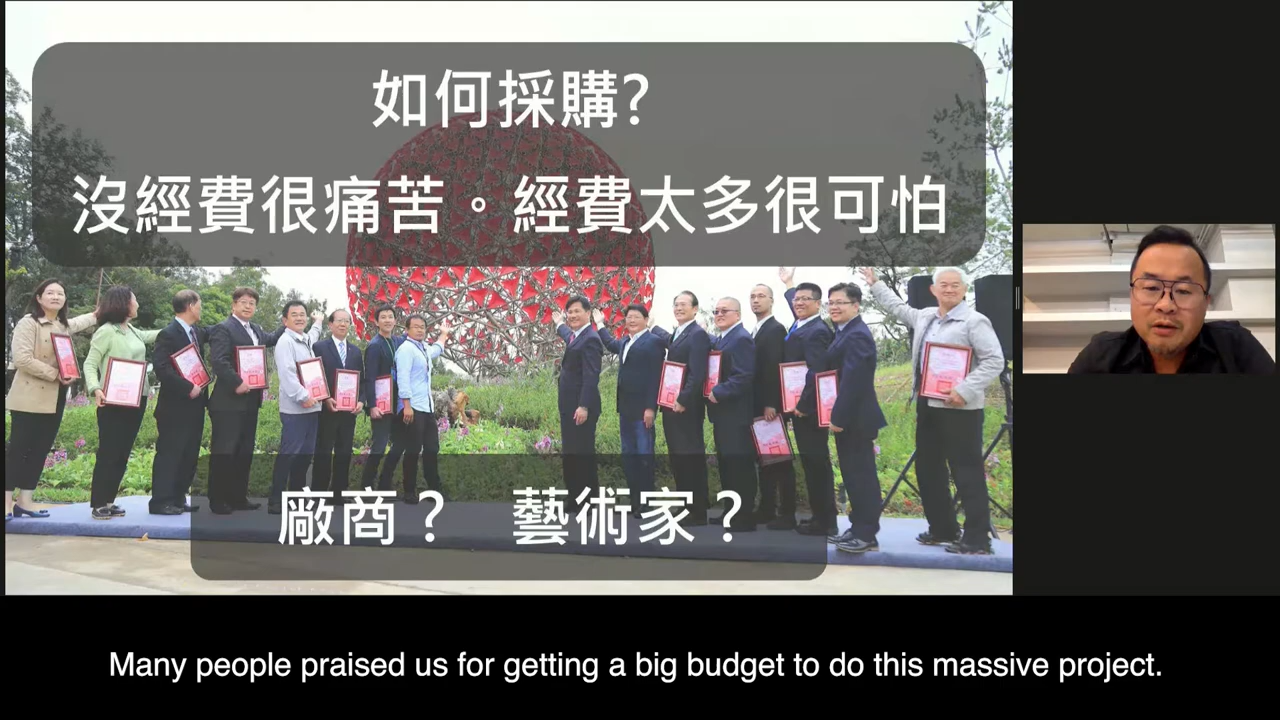 如何採購?
沒經費很痛苦。經費太多很可怕
廠商？ 藝術家？
Many people praised us for getting a big budget to do this massive project.